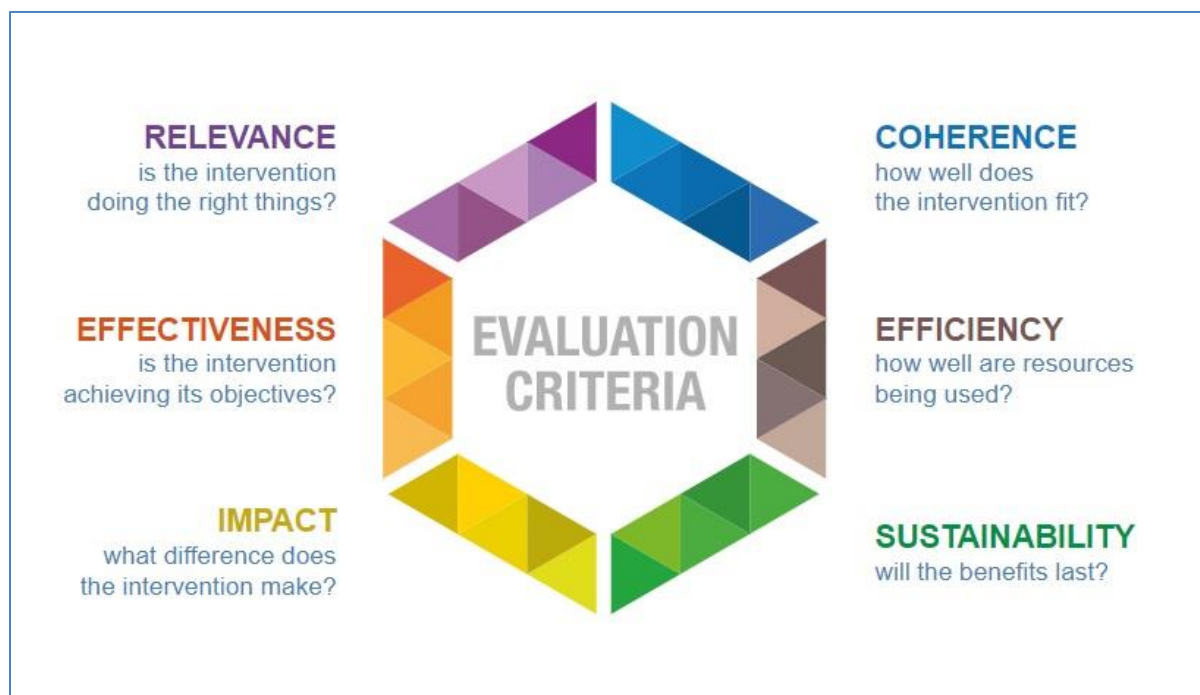 RELEVANCE
is the intervention
doing the right things?
COHERENCE
how well does
the intervention fit?
EFFECTIVENESS
is the intervention
achieving its objectives?
EVALUATION
CRITERIA
EFFICIENCY
how well are resources
being used?
IMPACT
what difference does
the intervention make?
SUSTAINABILITY
will the benefits last?